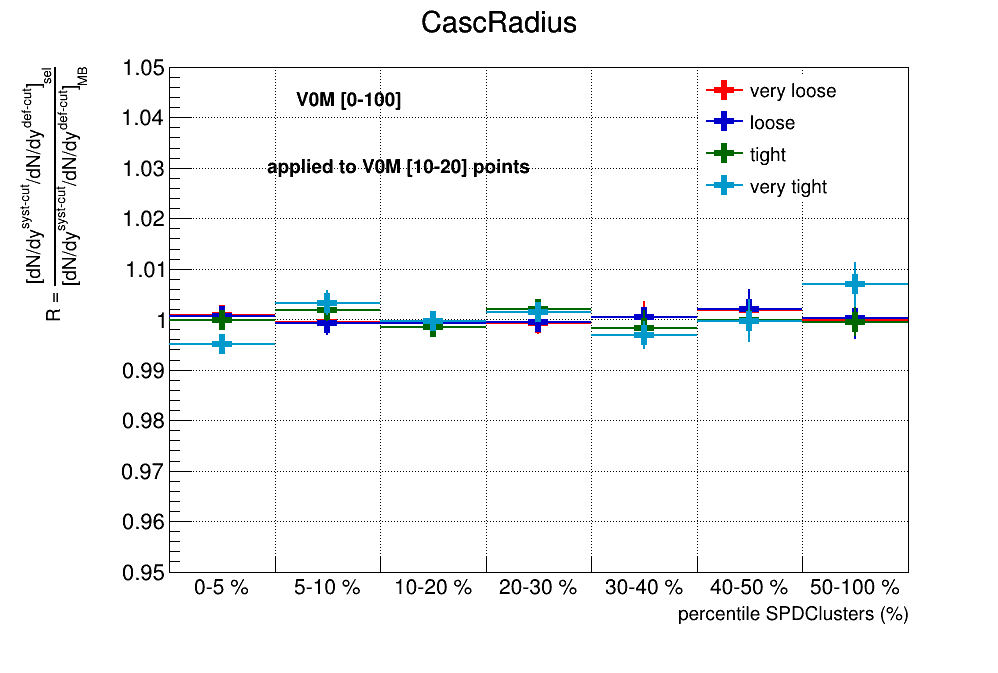 CascRadius
R = [dN/dy^syst-cut/dN/dy^def-cut]_sel
[dN/dy^syst-cut/dN/dy^def-cut]_MB
1.05
1.04
1.03
1.02
1.01
1
0.99
0.98
0.97
0.96
0.95
V0M [0-100]
applied to V0M [10-20] points
very loose
loose
tight
very tight
0-5 % 5-10 % 10-20 % 20-30 % 30-40 % 40-50 % 50-100 %
percentile SPDClusters (%)